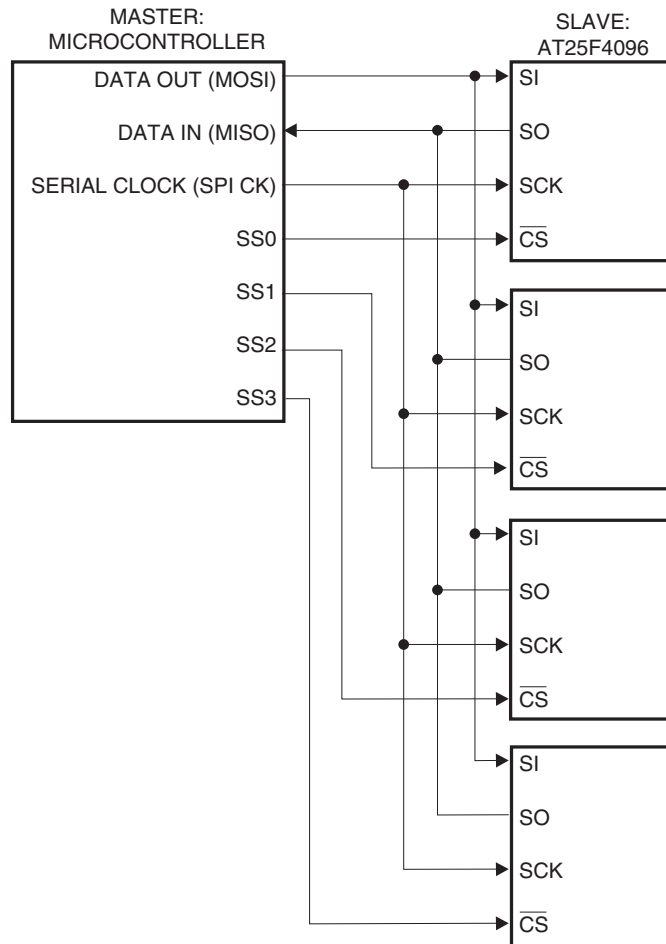 MASTER:
MICROCONTROLLER
SLAVE:
AT25F4096
DATA OUT (MOSI)
DATA IN (MISO)
SERIAL CLOCK (SPI CK)
SS0
SS1
SS2
SS3
SI
SO
SCK
CS
SI
SO
SCK
CS
SI
SO
SCK
CS
SI
SO
SCK
CS